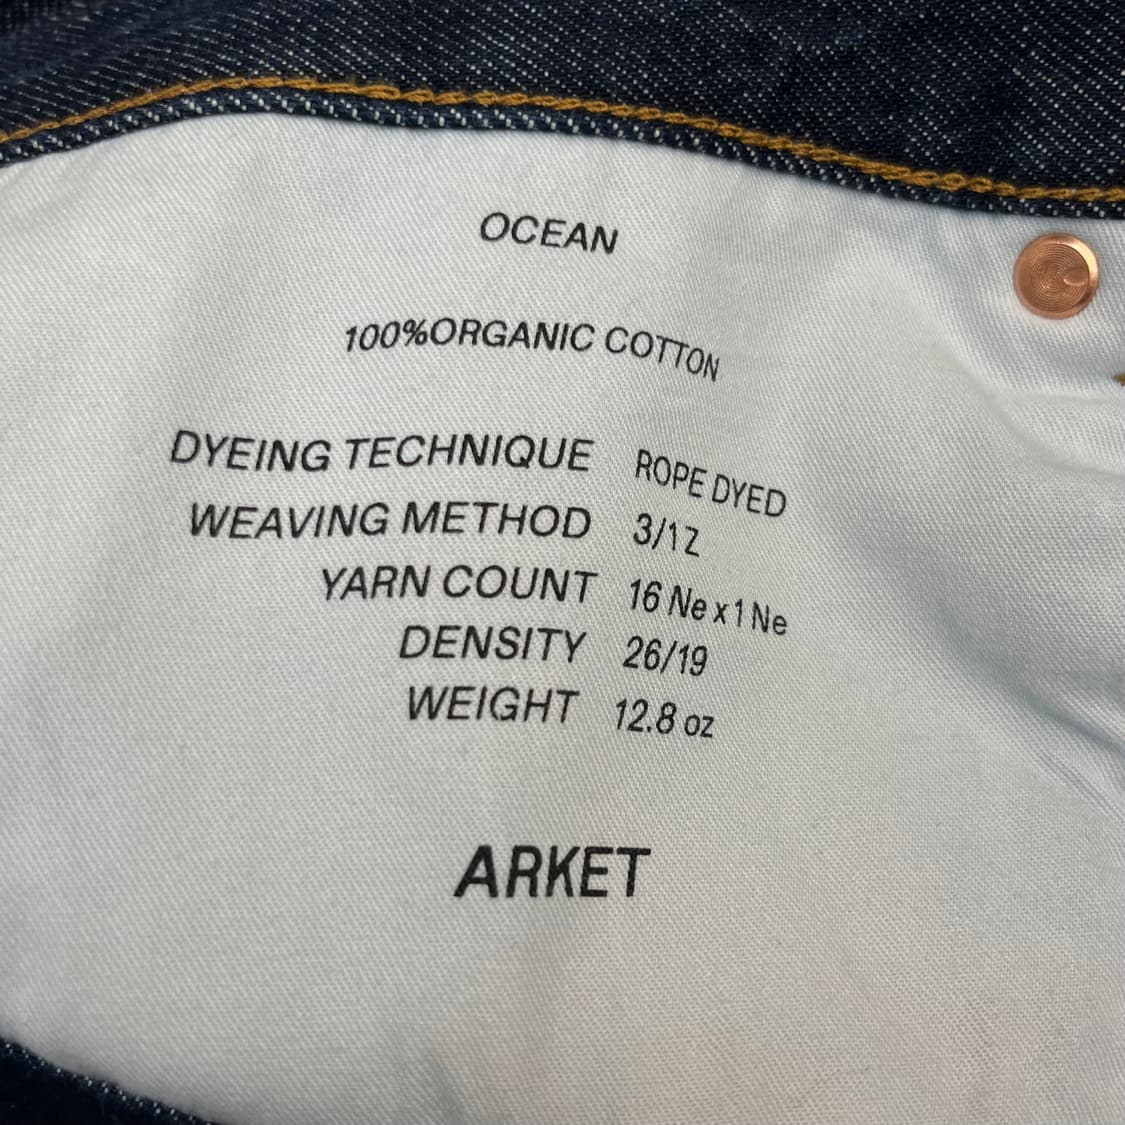 OCEAN
100%ORGANIC COTTON
DYEING TECHNIQUE ROPE DYED
WEAVING METHOD 3/1 Z
YARN COUNT 16 Ne x 1 Ne
DENSITY 26/19
WEIGHT 12.8 oz
ARKET